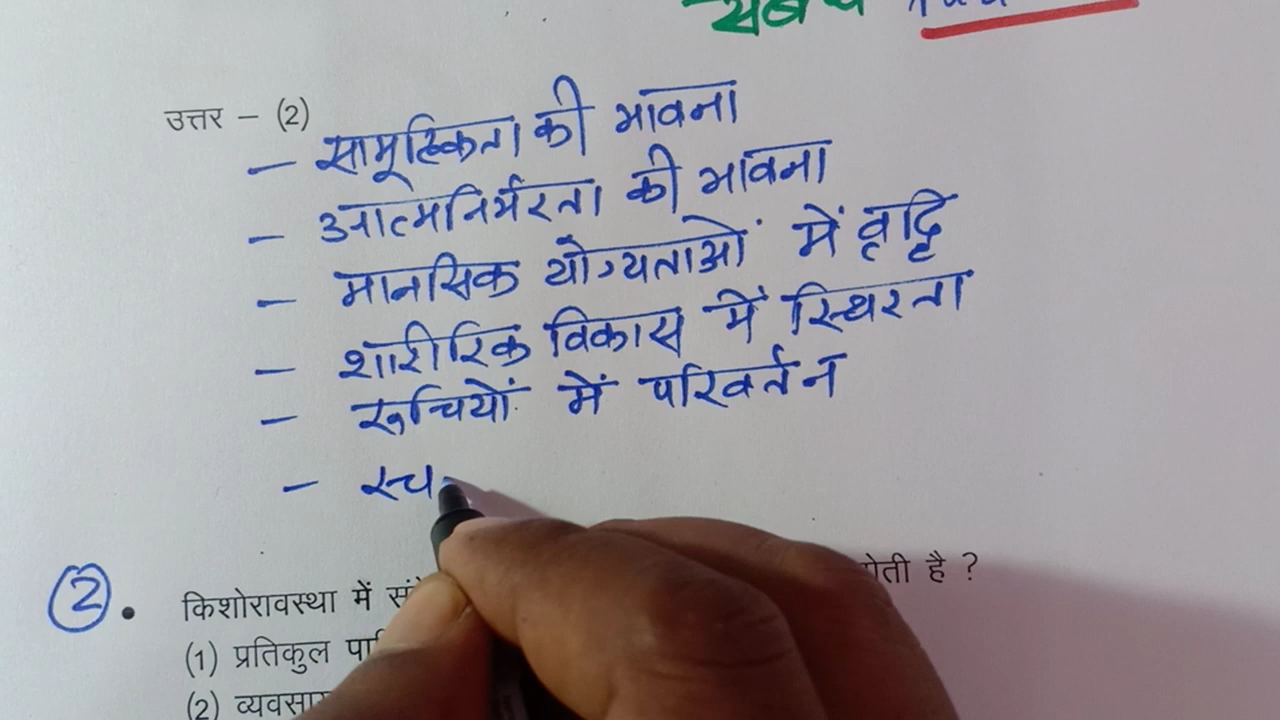 उत्तर – (2)
– सामूहिकता की भावना
– आत्मनिर्भरता की भावना
– मानसिक योग्यताओं में वृद्धि
– शारीरिक विकास में स्थिरता
– रूचियों में परिवर्तन
– स्च
2. किशोरावस्था में है ?
(1) प्रतिकुल
(2)